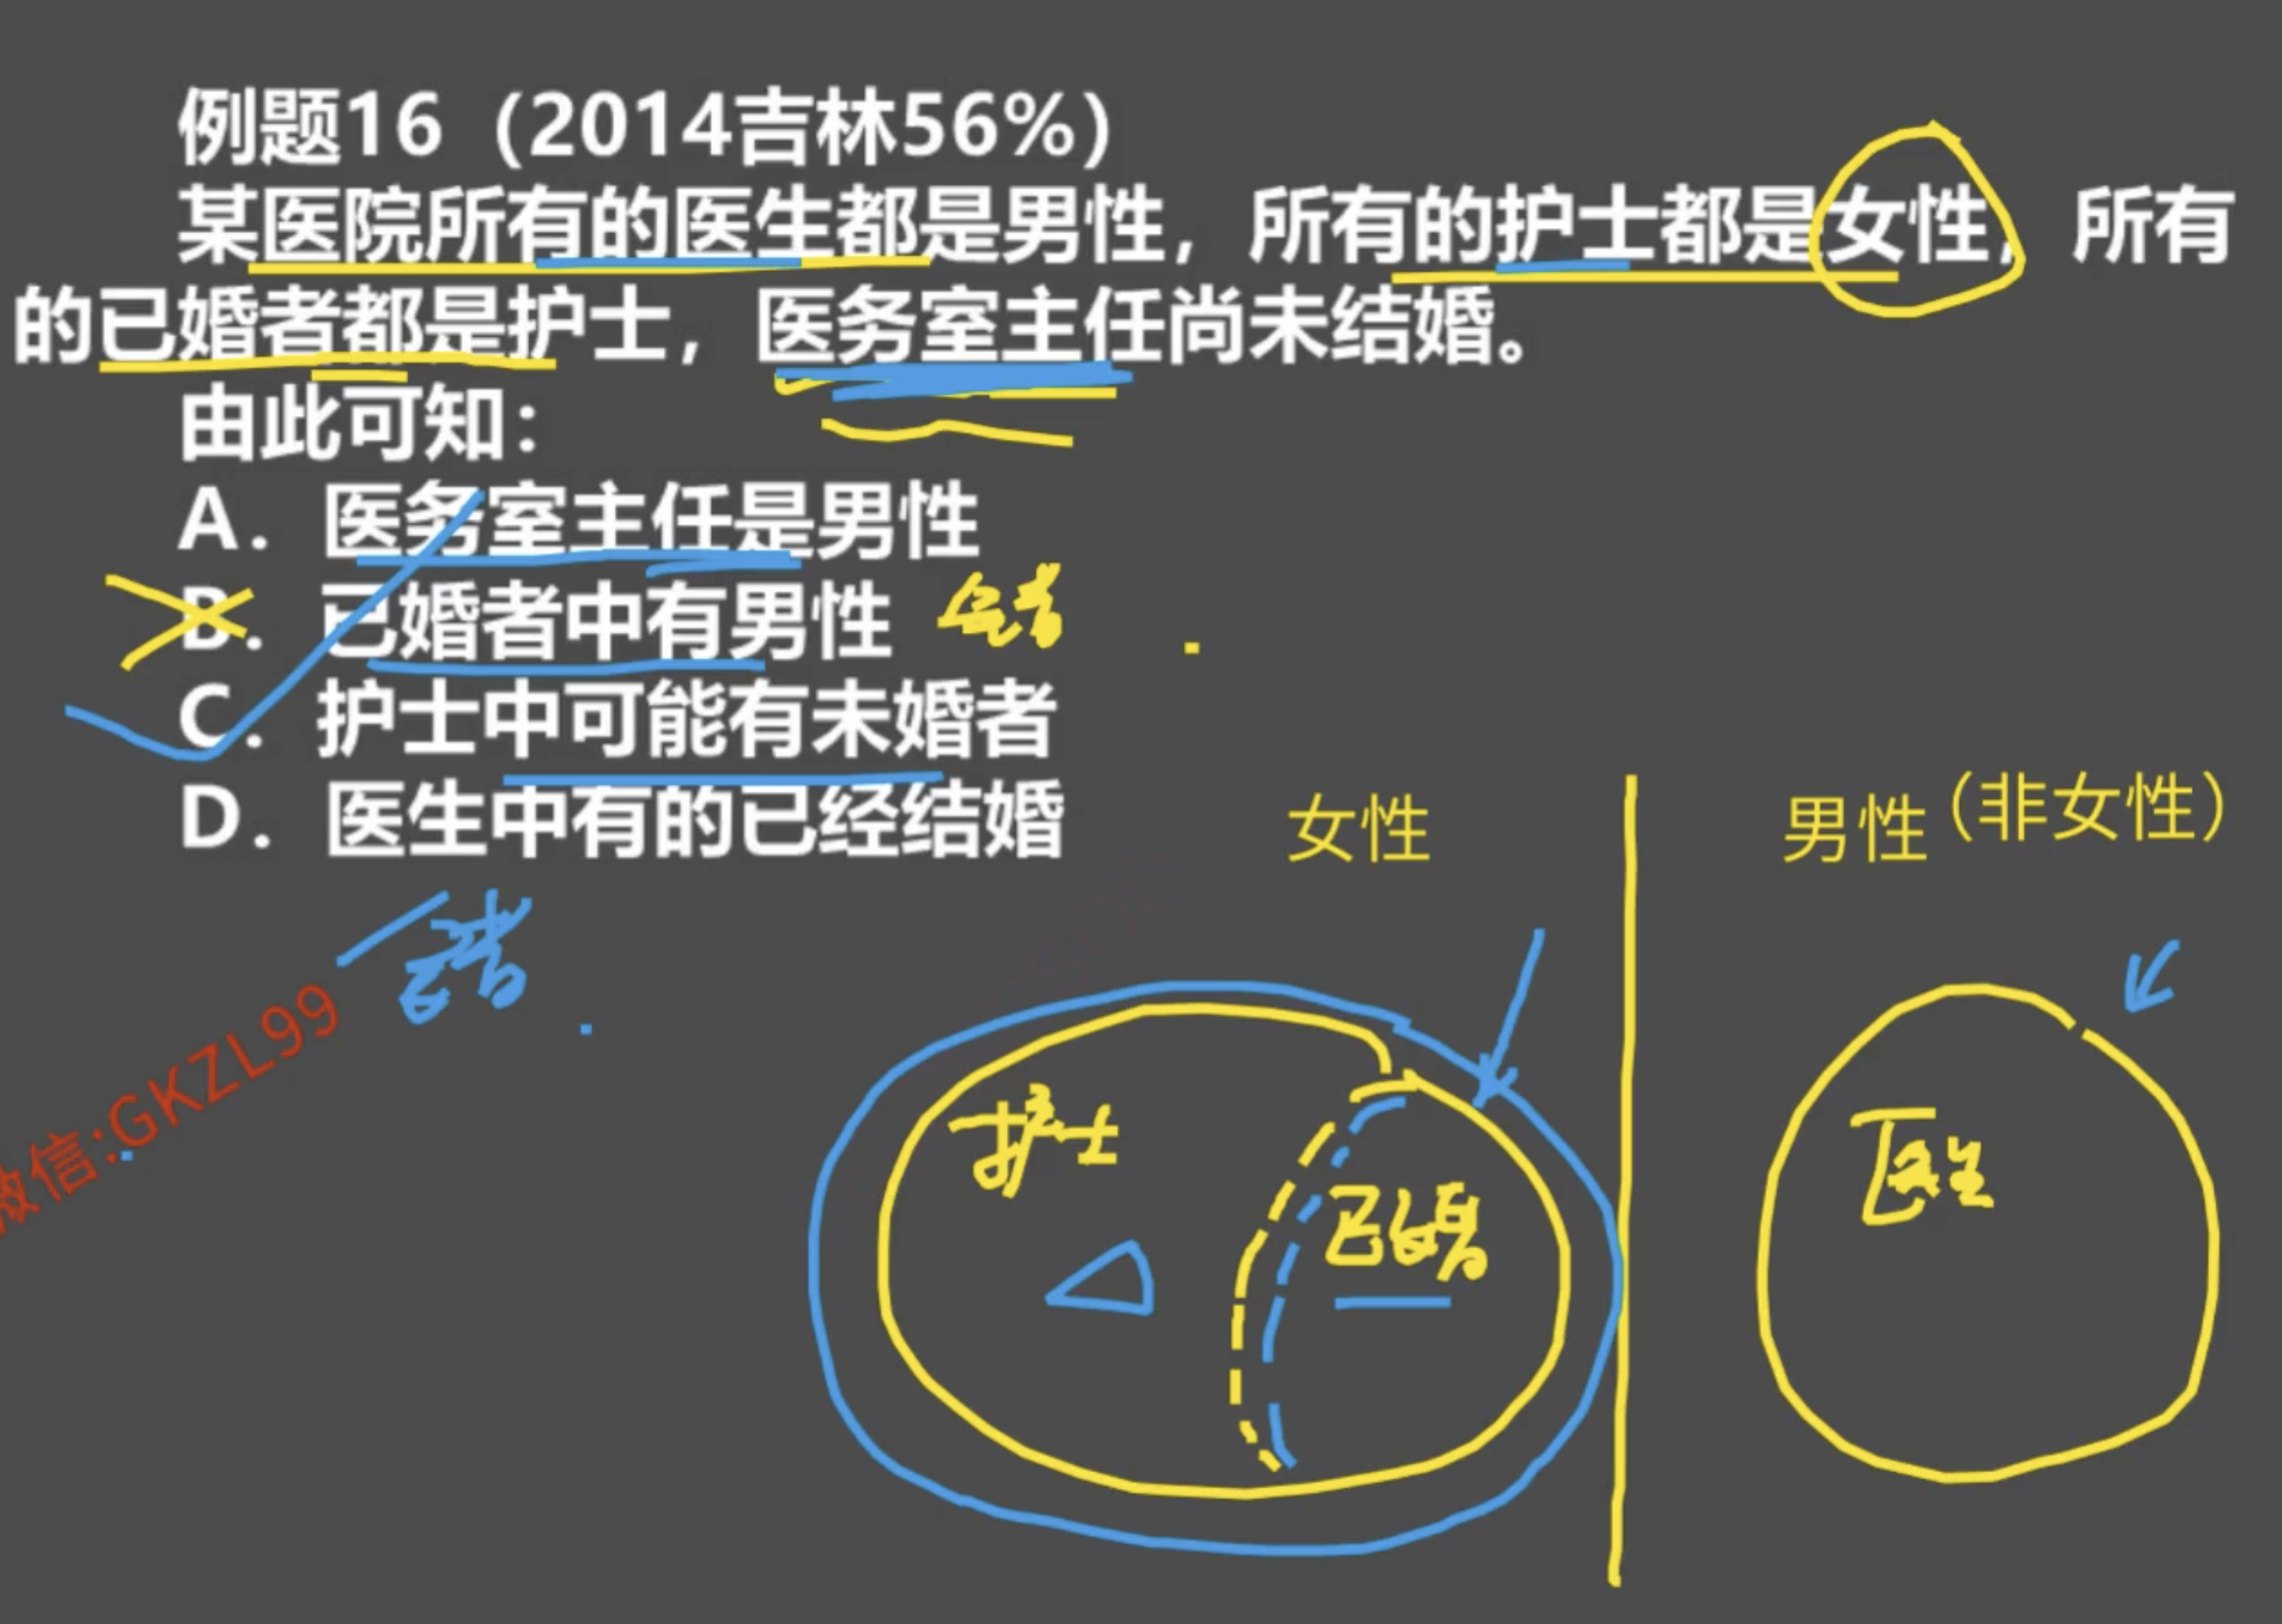 例题16（2014吉林56%）
某医院所有的医生都是男性，所有的护士都是女性，所有
的已婚者都是护士，医务室主任尚未结婚。
由此可知：
A. 医务室主任是男性
B. 已婚者中有男性
C. 护士中可能有未婚者
D. 医生中有的已经结婚
女性
男性（非女性）
微信:GKZL99
护士
已婚
医生